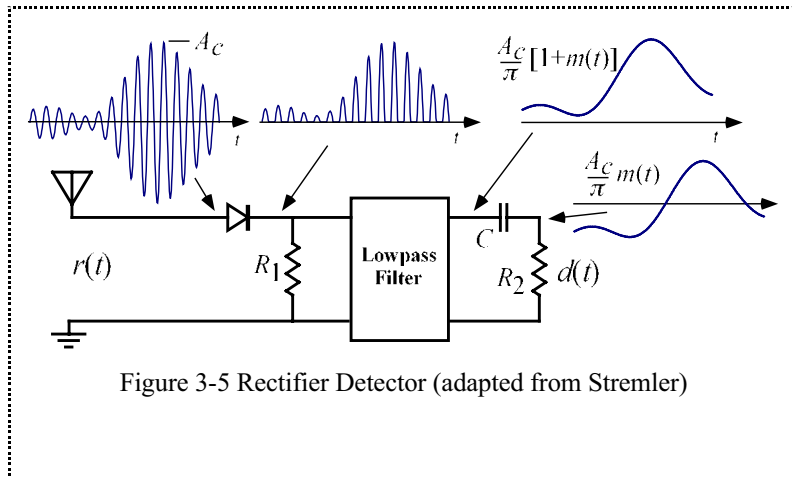 — A_C
t
t
A_C/π [1+m(t)]
t
A_C/π m(t)
r(t)
R_1
Lowpass
Filter
C
R_2
d(t)
Figure 3-5 Rectifier Detector (adapted from Stremler)